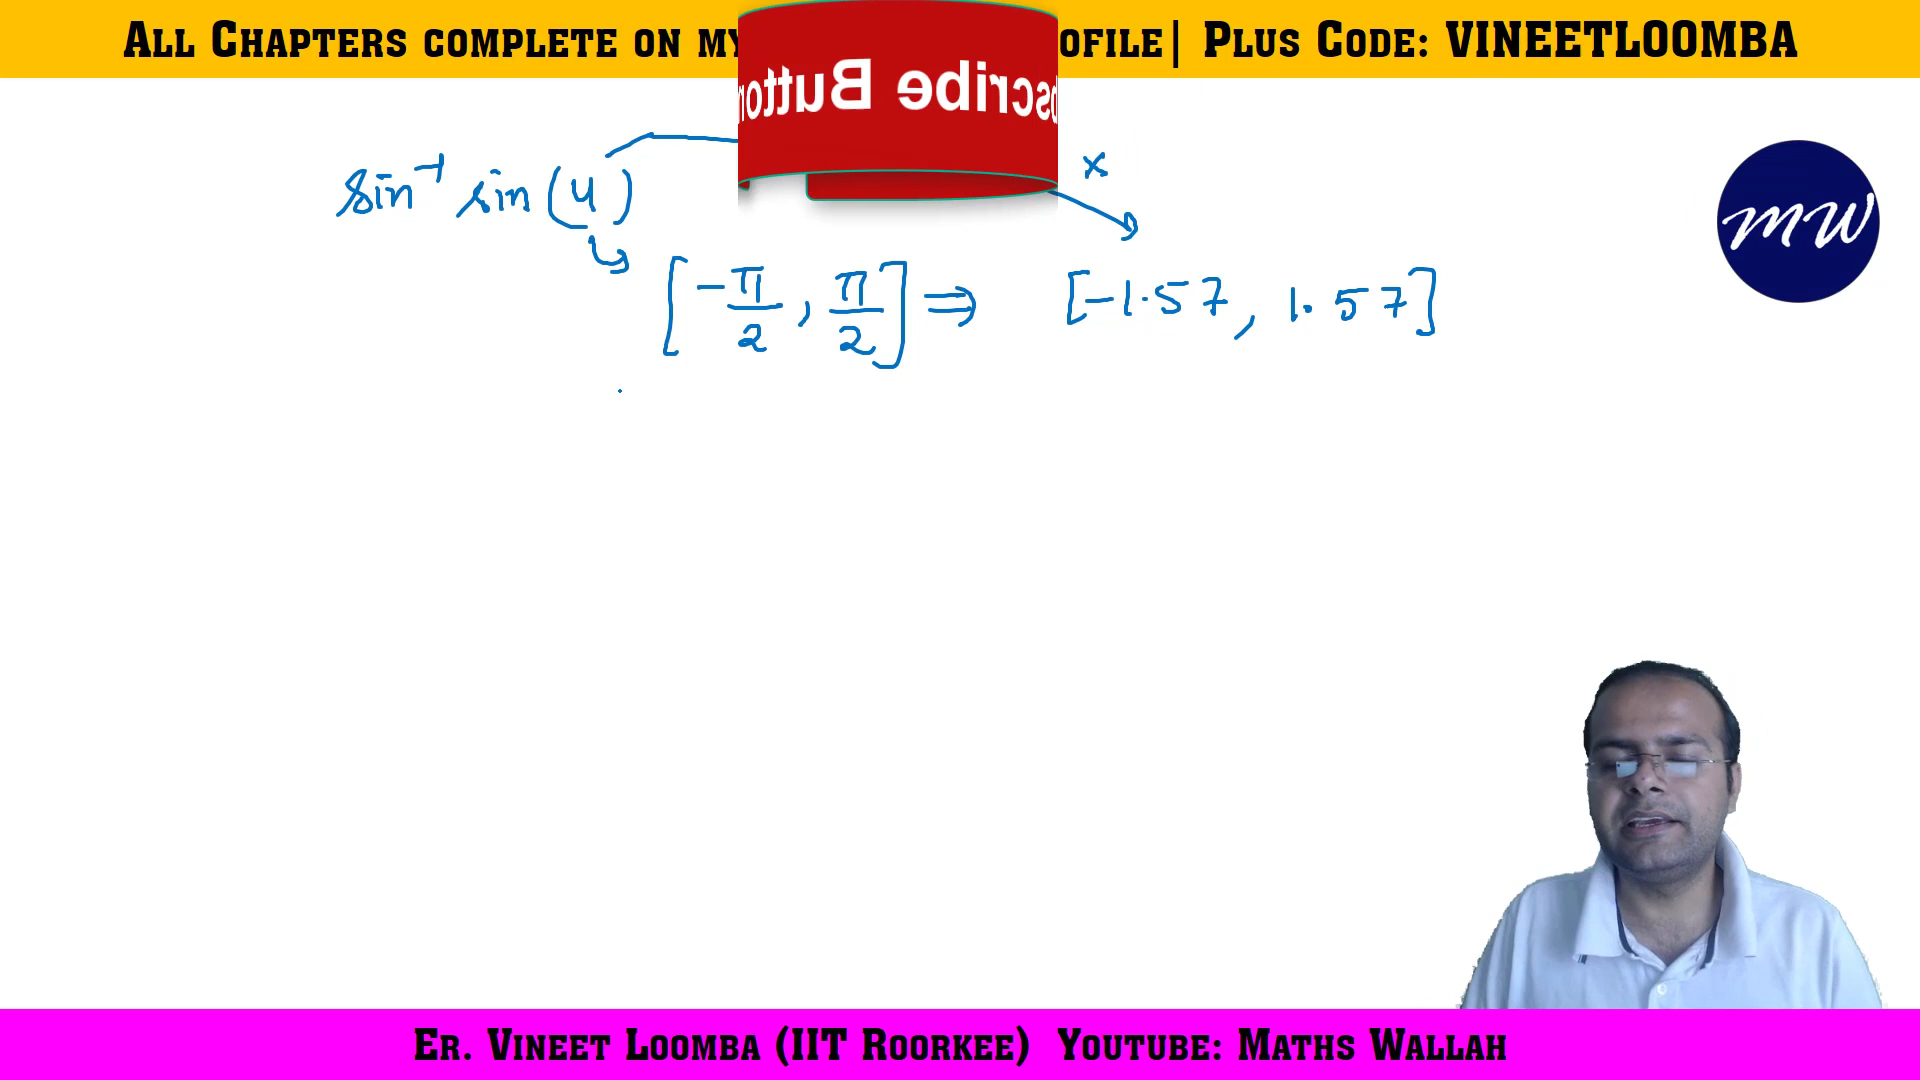 ALL CHAPTERS COMPLETE ON MY OFILE| PLUS CODE: VINEETLOOMBA
bscribe Button
sin⁻¹ sin (4)
×
[-π/2, π/2] ⇒ [-1.57, 1.57]
MW
ER. VINEET LOOMBA (IIT ROORKEE) YOUTUBE: MATHS WALLAH